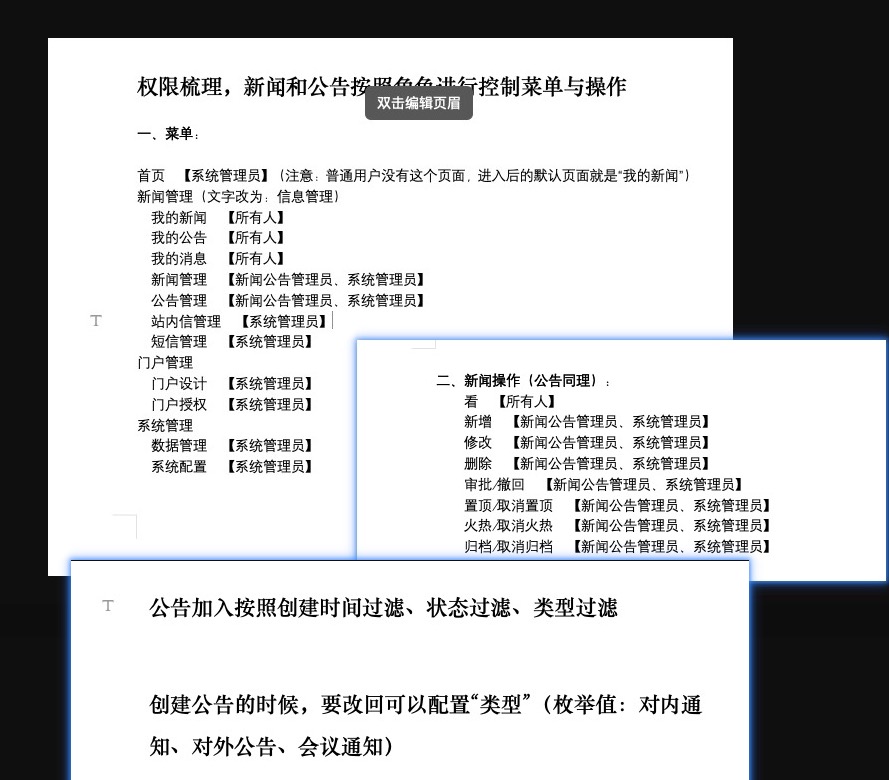 权限梳理，新闻和公告按照角色进行控制菜单与操作
双击编辑页眉
一、菜单：
首页 【系统管理员】（注意：普通用户没有这个页面，进入后的默认页面就是“我的新闻”）
新闻管理（文字改为：信息管理）
我的新闻 【所有人】
我的公告 【所有人】
我的消息 【所有人】
新闻管理 【新闻公告管理员、系统管理员】
公告管理 【新闻公告管理员、系统管理员】
站内信管理 【系统管理员】
短信管理 【系统管理员】
门户管理
门户设计 【系统管理员】
门户授权 【系统管理员】
系统管理
数据管理 【系统管理员】
系统配置 【系统管理员】
二、新闻操作（公告同理）：
看 【所有人】
新增 【新闻公告管理员、系统管理员】
修改 【新闻公告管理员、系统管理员】
删除 【新闻公告管理员、系统管理员】
审批/撤回 【新闻公告管理员、系统管理员】
置顶/取消置顶 【新闻公告管理员、系统管理员】
火热/取消火热 【新闻公告管理员、系统管理员】
归档/取消归档 【新闻公告管理员、系统管理员】
公告加入按照创建时间过滤、状态过滤、类型过滤
创建公告的时候，要改回可以配置“类型”（枚举值：对内通
知、对外公告、会议通知）